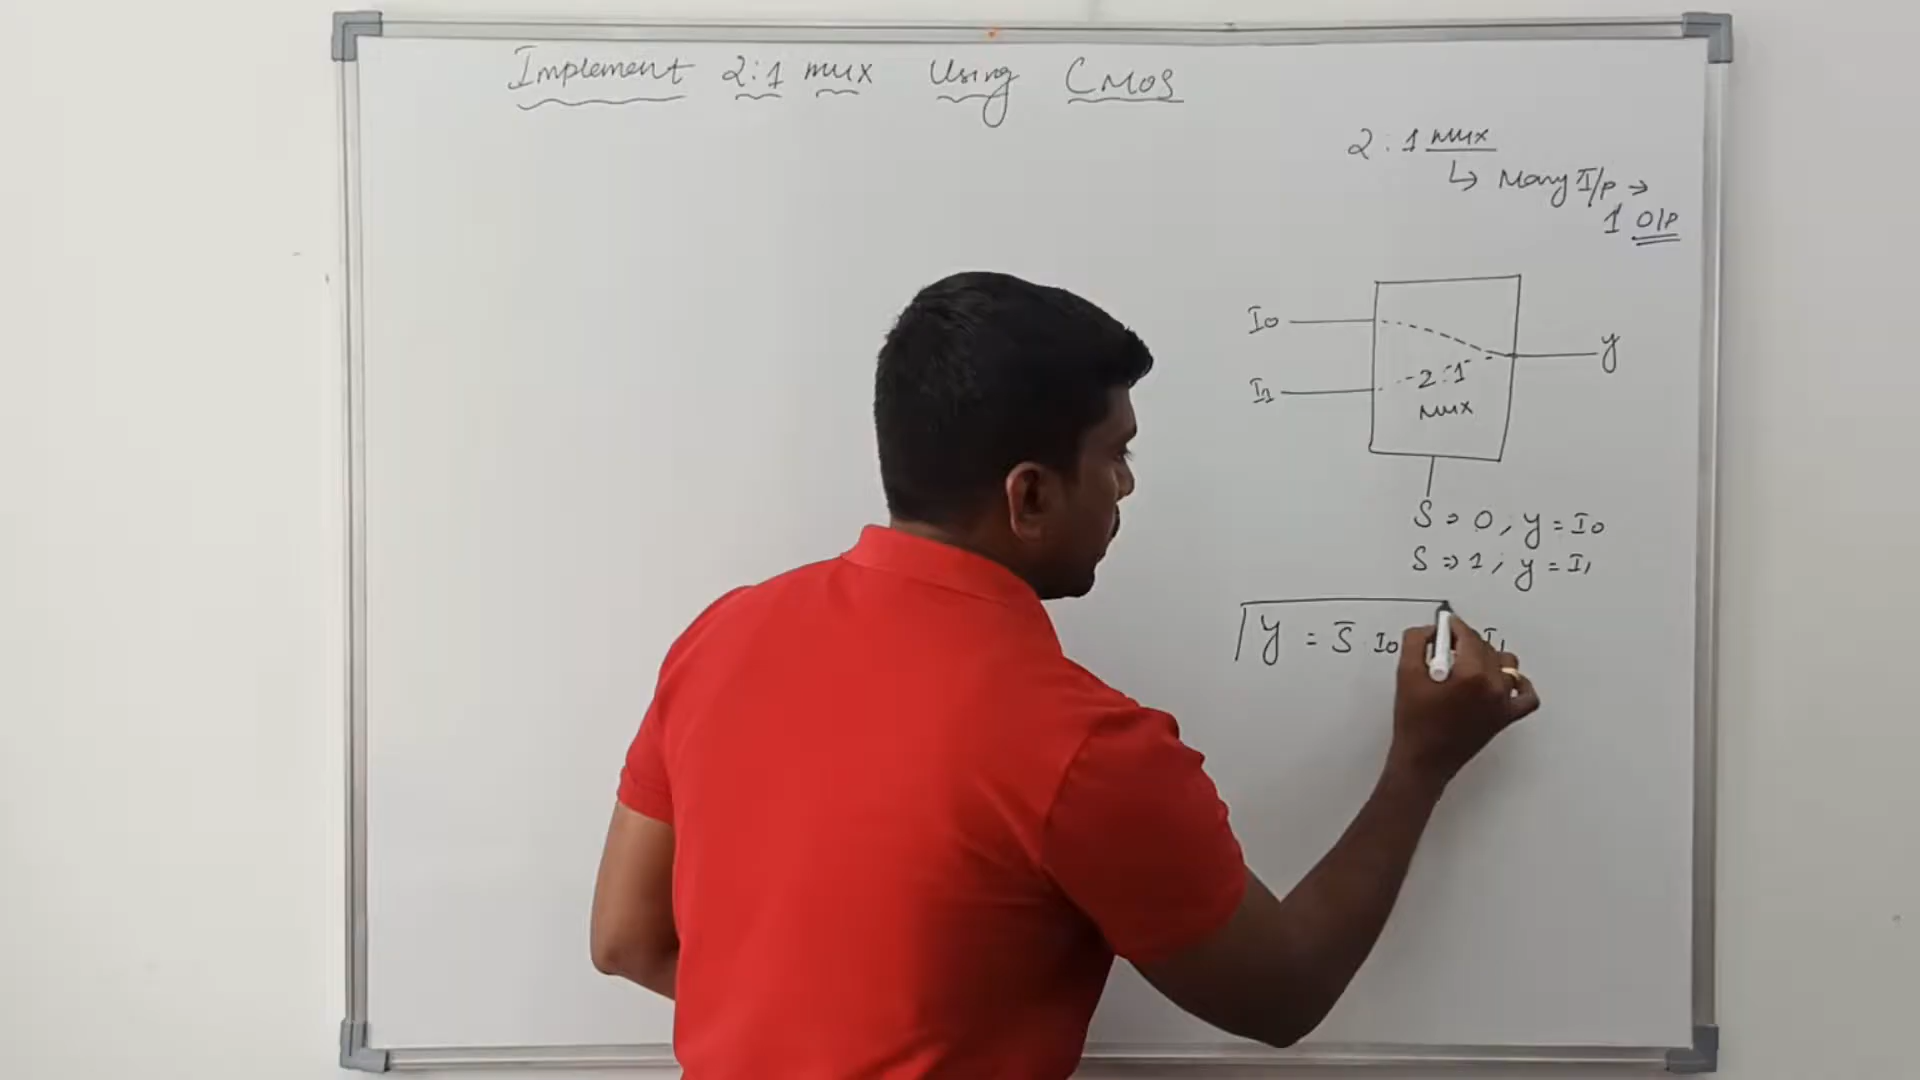 Implement 2:1 mux Using CMOS
2:1 mux
↳ Many I/P →
1 O/P
I0
I1
2:1
mux
y
S => 0, y = I0
S => 1, y = I1
y = S̅ I0 I1